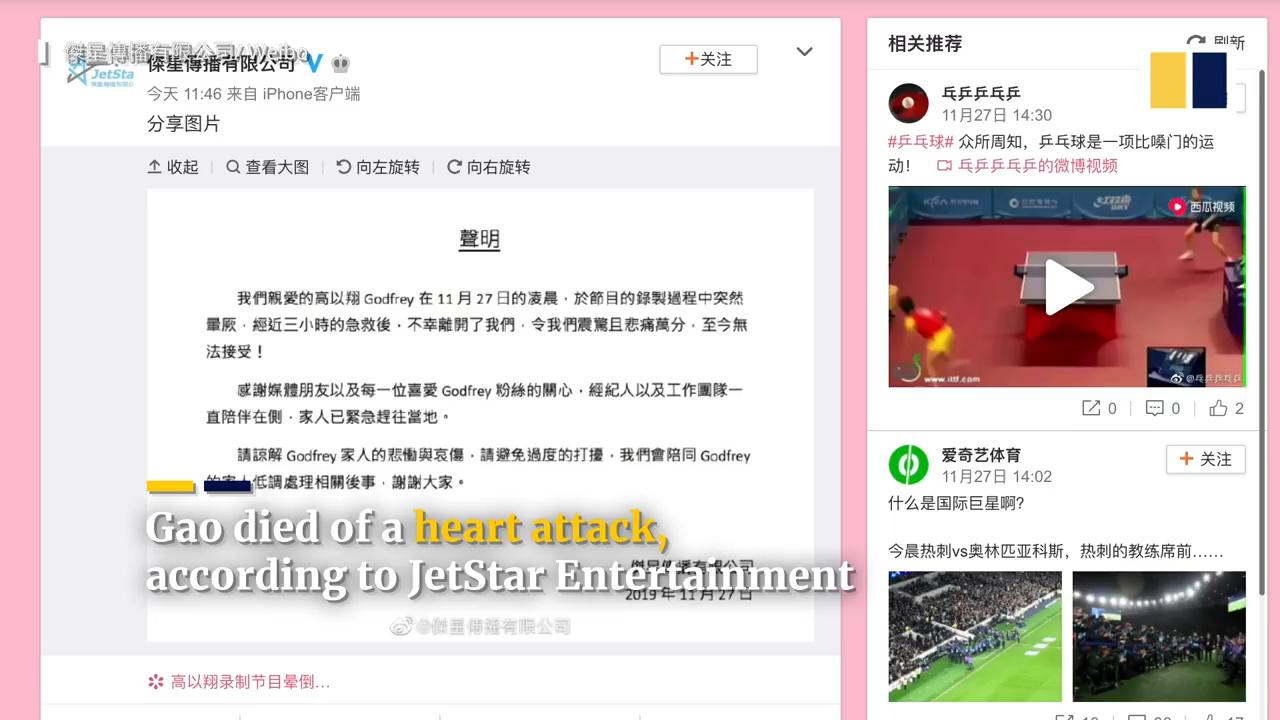 傑星傳播有限公司/ Weibo
JetSta
傑星傳播有限公司
今天 11:46 来自 iPhone客户端
+关注
分享图片
收起
查看大图
向左旋转
向右旋转
聲明
我們親愛的高以翔 Godfrey 在 11 月 27 日的凌晨，於節目的錄製過程中突然
暈厥，經近三小時的急救後，不幸離開了我們，令我們震驚且悲痛萬分，至今無
法接受！
感謝媒體朋友以及每一位喜愛 Godfrey 粉絲的關心，經紀人以及工作團隊一
直陪伴在側，家人已緊急趕往當地。
請諒解 Godfrey 家人的悲慟與哀傷，請避免過度的打擾，我們會陪同 Godfrey
的家人低調處理相關後事，謝謝大家。
Gao died of a heart attack,
according to JetStar Entertainment
傑星傳播有限公司
2019 年 11 月 27 日
@傑星傳播有限公司
高以翔录制节目晕倒…
相关推荐
刷新
乓乒乒乓乒
11月27日 14:30
#乒乓球# 众所周知，乒乓球是一项比嗓门的运
动！ 乓乒乒乓乒的微博视频
西瓜视频
www.ittf.com
@乓乒乒乓乒
0
0
2
爱奇艺体育
11月27日 14:02
+ 关注
什么是国际巨星啊？
今晨热刺vs奥林匹亚科斯，热刺的教练席前……